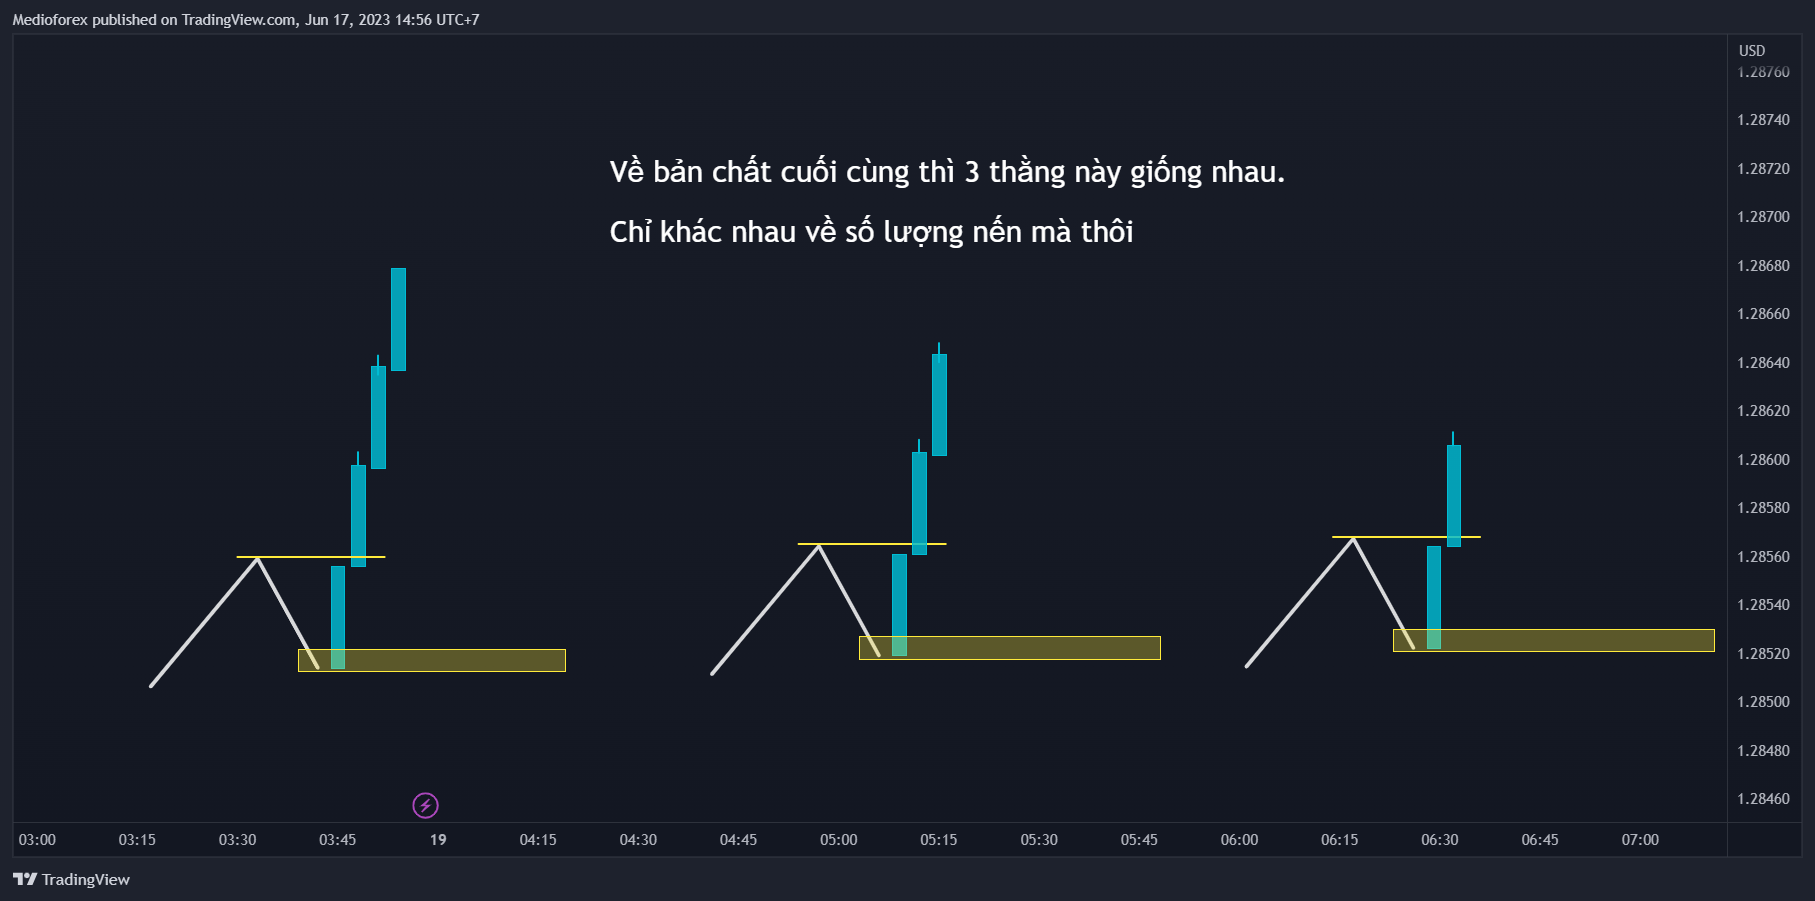 Medioforex published on TradingView.com, Jun 17, 2023 14:56 UTC+7
USD
1.28760
1.28740
Về bản chất cuối cùng thì 3 thằng này giống nhau.
1.28720
1.28700
Chỉ khác nhau về số lượng nến mà thôi
1.28680
1.28660
1.28640
1.28620
1.28600
1.28580
1.28560
1.28540
1.28520
1.28500
1.28480
1.28460
03:00 03:15 03:30 03:45 19 04:15 04:30 04:45 05:00 05:15 05:30 05:45 06:00 06:15 06:30 06:45 07:00
TradingView